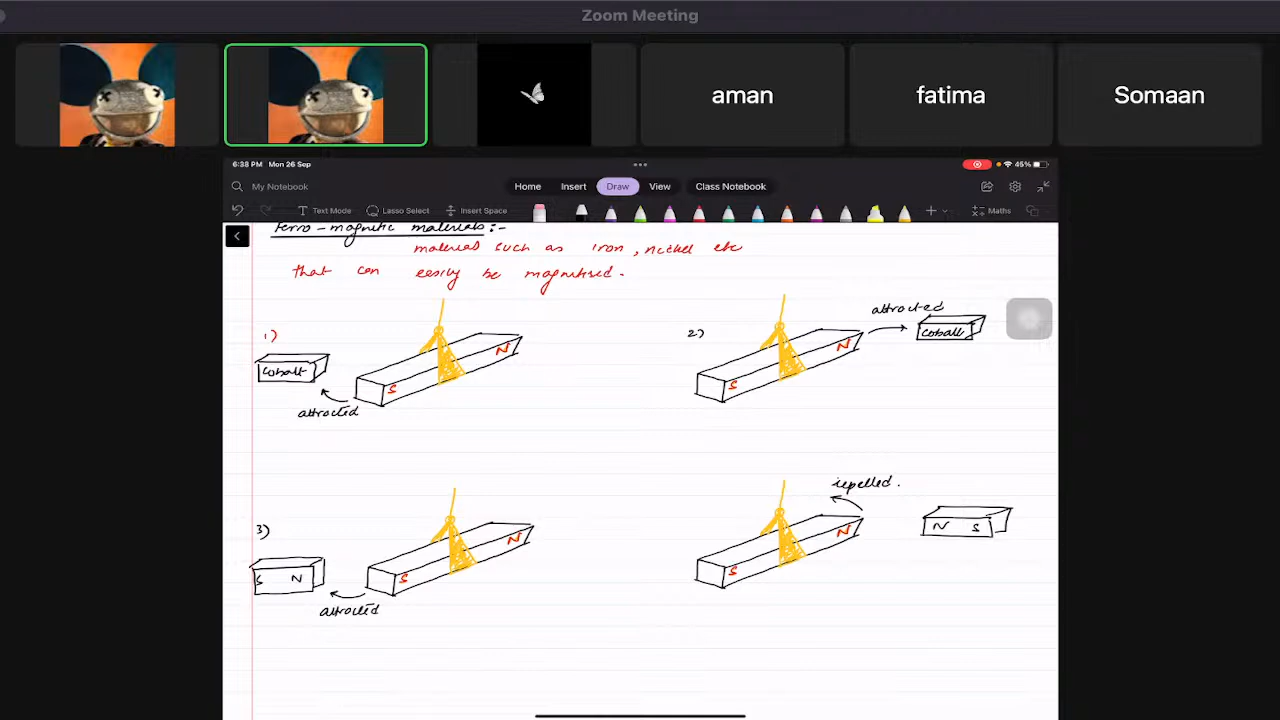 Zoom Meeting
aman
fatima
Somaan
6:38 PM Mon 26 Sep
45%
My Notebook
Home Insert Draw View Class Notebook
Text Mode Lasso Select Insert Space Maths
Ferro-magnetic materials:-
material such as iron, nickel etc
that can easily be magnetised.
1)
Cobalt
attracted
S N
2)
attracted
Cobalt
S N
3)
S N
attracted
S N
repelled.
S N
N S